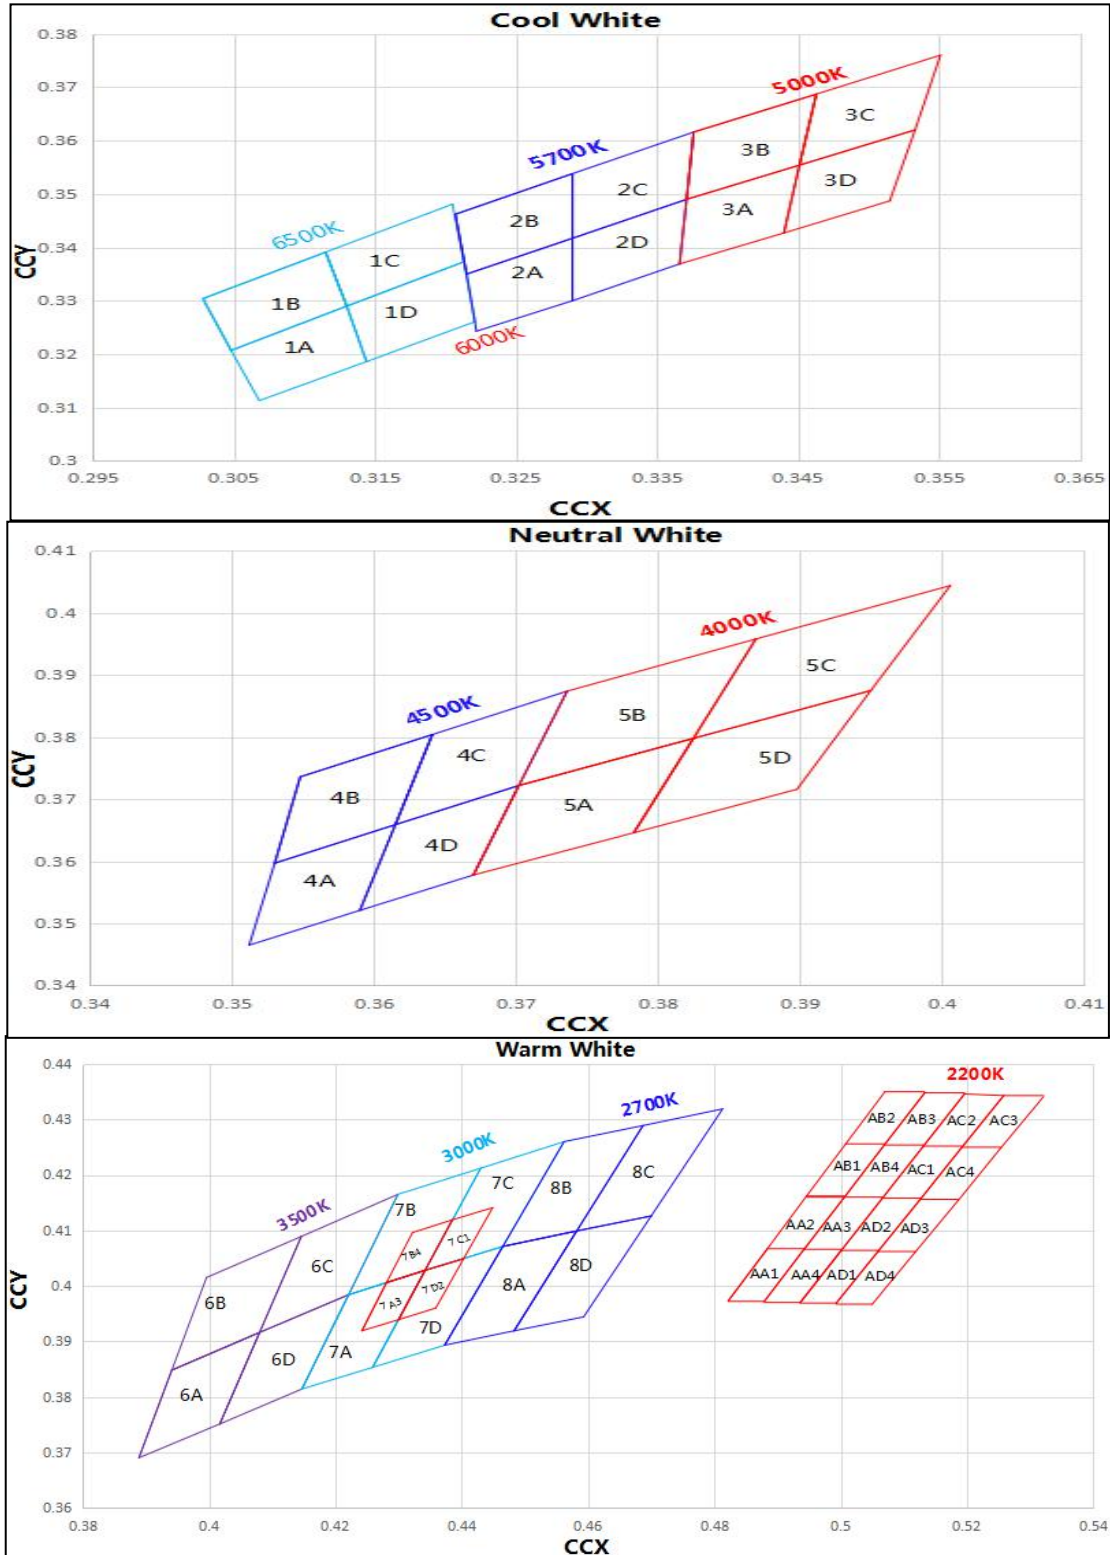 Cool White
0.38
5000K
0.37
3C
0.36
5700K
3B
2C
3D
0.35
3A
2B
6500K
2D
0.34
1C
2A
CCY
0.33
1B
1D
1A
6000K
0.32
0.31
0.3
0.295 0.305 0.315 0.325 0.335 0.345 0.355 0.365
CCX
Neutral White
0.41
0.4
4000K
5C
0.39
4500K
5B
0.38
4C
5D
CCY
0.37
4B
5A
4D
0.36
4A
0.35
0.34
0.34 0.35 0.36 0.37 0.38 0.39 0.4 0.41
CCX
Warm White
0.44
2200K
2700K
0.43
AB2 AB3 AC2 AC3
3000K
0.42
7C 8B 8C
AB1 AB4 AC1 AC4
3500K
7B
0.41
AA2 AA3 AD2 AD3
7C1
7B4
6C
8D
CCY
0.4
8A
AA1 AA4 AD1 AD4
7D2
7A3
6B
0.39
7D
7A
6D
0.38
6A
0.37
0.36
0.38 0.4 0.42 0.44 0.46 0.48 0.5 0.52 0.54
CCX